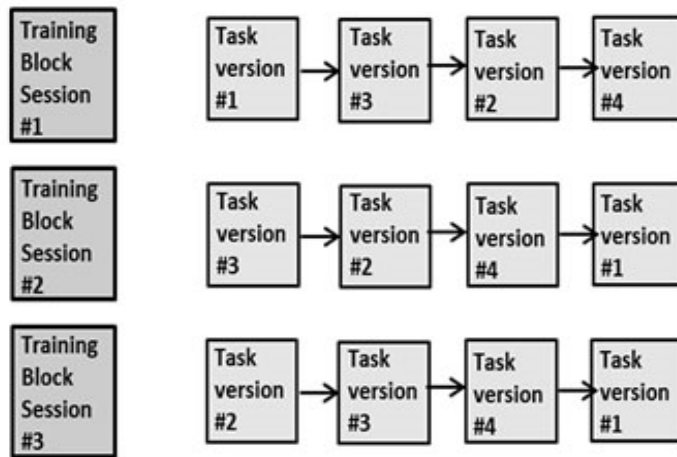 Training
Block
Session
#1
Task
version
#1
Task
version
#3
Task
version
#2
Task
version
#4
Training
Block
Session
#2
Task
version
#3
Task
version
#2
Task
version
#4
Task
version
#1
Training
Block
Session
#3
Task
version
#2
Task
version
#3
Task
version
#4
Task
version
#1